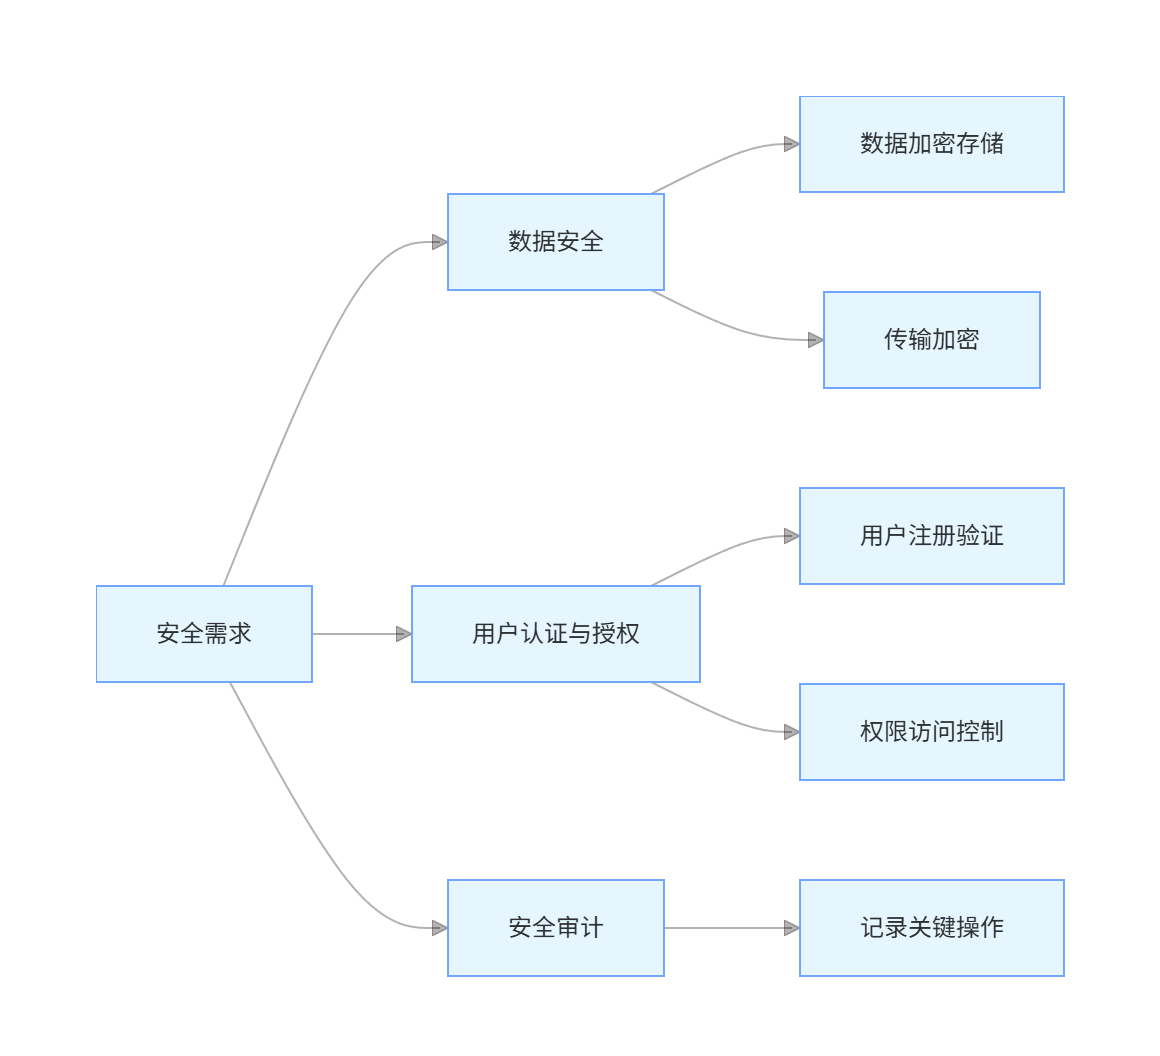 数据加密存储
数据安全
传输加密
用户注册验证
安全需求
用户认证与授权
权限访问控制
安全审计
记录关键操作